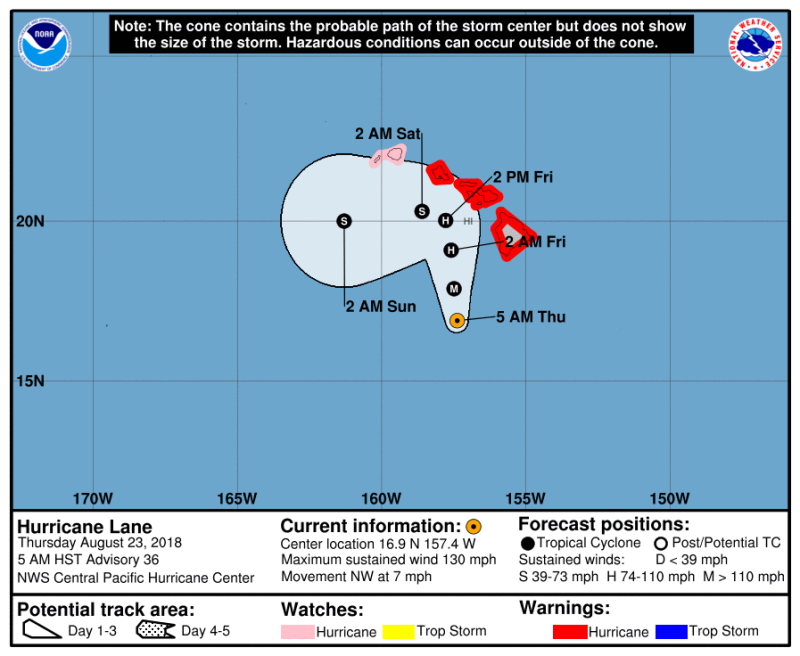 Note: The cone contains the probable path of the storm center but does not show
the size of the storm. Hazardous conditions can occur outside of the cone.
NOAA
NATIONAL WEATHER SERVICE
2 AM Sat
2 PM Fri
20N
S
S
H
HI
2 AM Fri
H
M
2 AM Sun
5 AM Thu
15N
170W
165W
160W
155W
150W
Hurricane Lane
Thursday August 23, 2018
5 AM HST Advisory 36
NWS Central Pacific Hurricane Center
Current information:
Center location 16.9 N 157.4 W
Maximum sustained wind 130 mph
Movement NW at 7 mph
Forecast positions:
Tropical Cyclone Post/Potential TC
Sustained winds: D < 39 mph
S 39-73 mph H 74-110 mph M > 110 mph
Potential track area:
Day 1-3 Day 4-5
Watches:
Hurricane Trop Storm
Warnings:
Hurricane Trop Storm